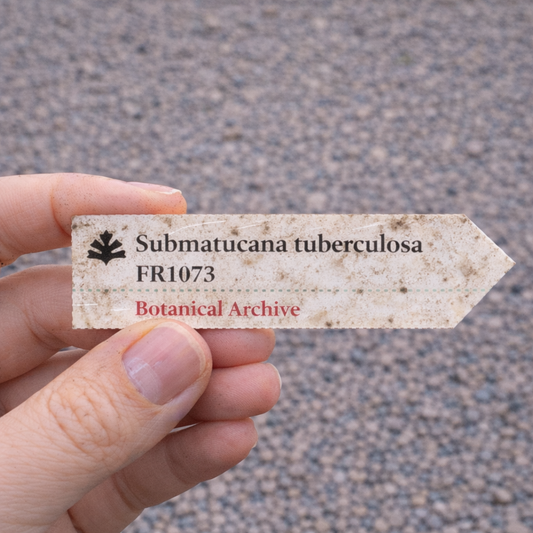 Submatucana tuberculosa
FR1073
Botanical Archive